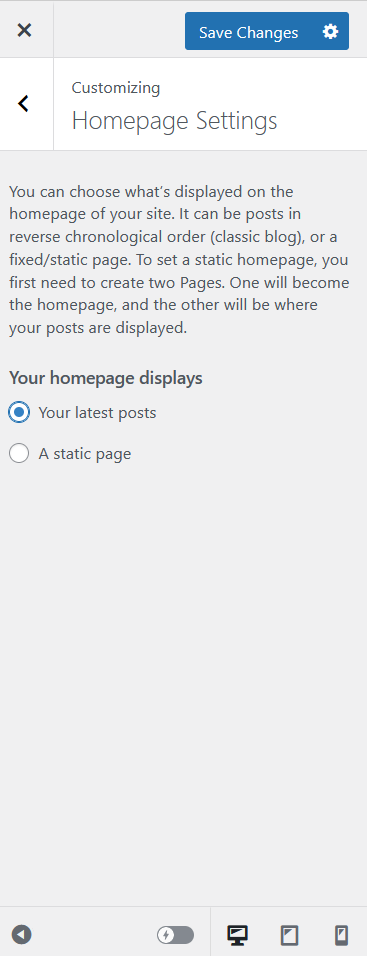 Save Changes
Customizing
Homepage Settings
You can choose what’s displayed on the
homepage of your site. It can be posts in
reverse chronological order (classic blog), or a
fixed/static page. To set a static homepage, you
first need to create two Pages. One will become
the homepage, and the other will be where
your posts are displayed.
Your homepage displays
Your latest posts
A static page